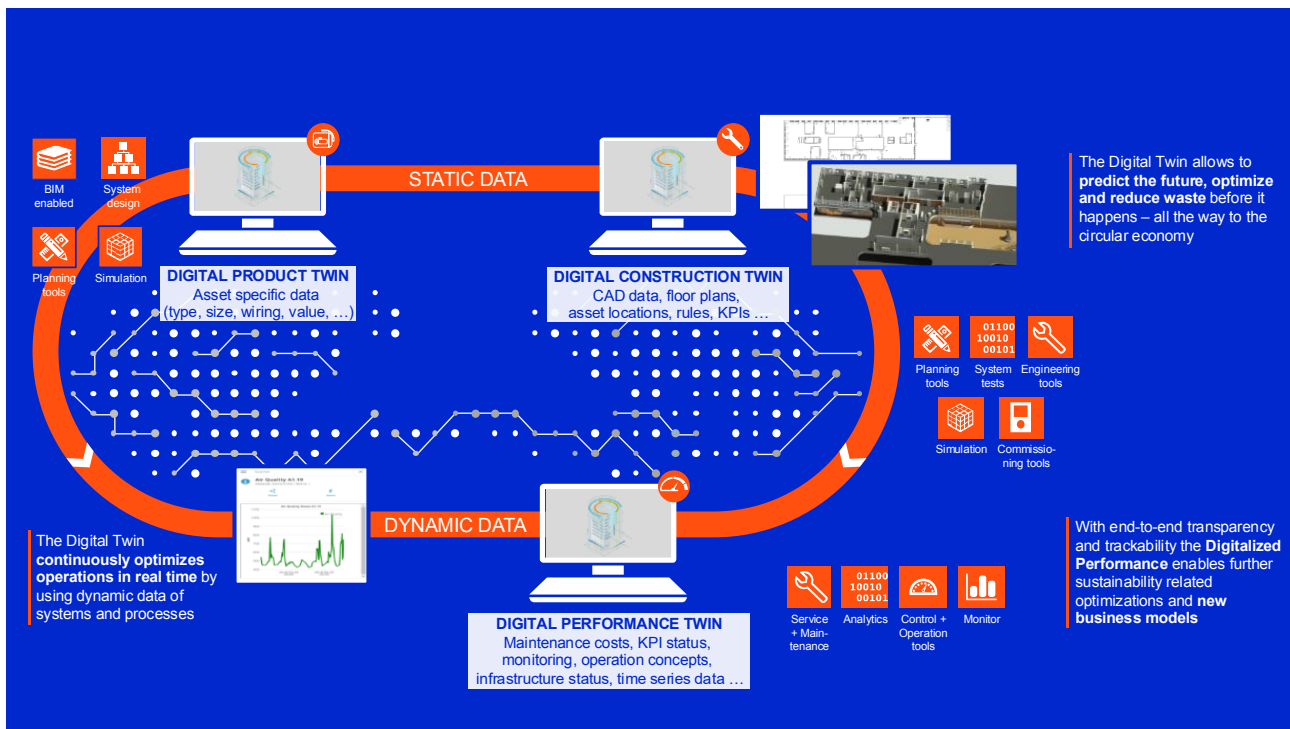 STATIC DATA
BIM
enabled
System
design
Planning
tools
Simulation
DIGITAL PRODUCT TWIN
Asset specific data
(type, size, wiring, value, …)
DIGITAL CONSTRUCTION TWIN
CAD data, floor plans,
asset locations, rules, KPIs …
The Digital Twin allows to
predict the future, optimize
and reduce waste before it
happens – all the way to the
circular economy
01100
10010
00101
Planning
tools
System
tests
Engineering
tools
Simulation
Commissio-
ning tools
Air Quality A1 19
DYNAMIC DATA
The Digital Twin
continuously optimizes
operations in real time by
using dynamic data of
systems and processes
DIGITAL PERFORMANCE TWIN
Maintenance costs, KPI status,
monitoring, operation concepts,
infrastructure status, time series data …
01100
10010
00101
Service
+ Main-
tenance
Analytics
Control +
Operation
tools
Monitor
With end-to-end transparency
and trackability the Digitalized
Performance enables further
sustainability related
optimizations and new
business models